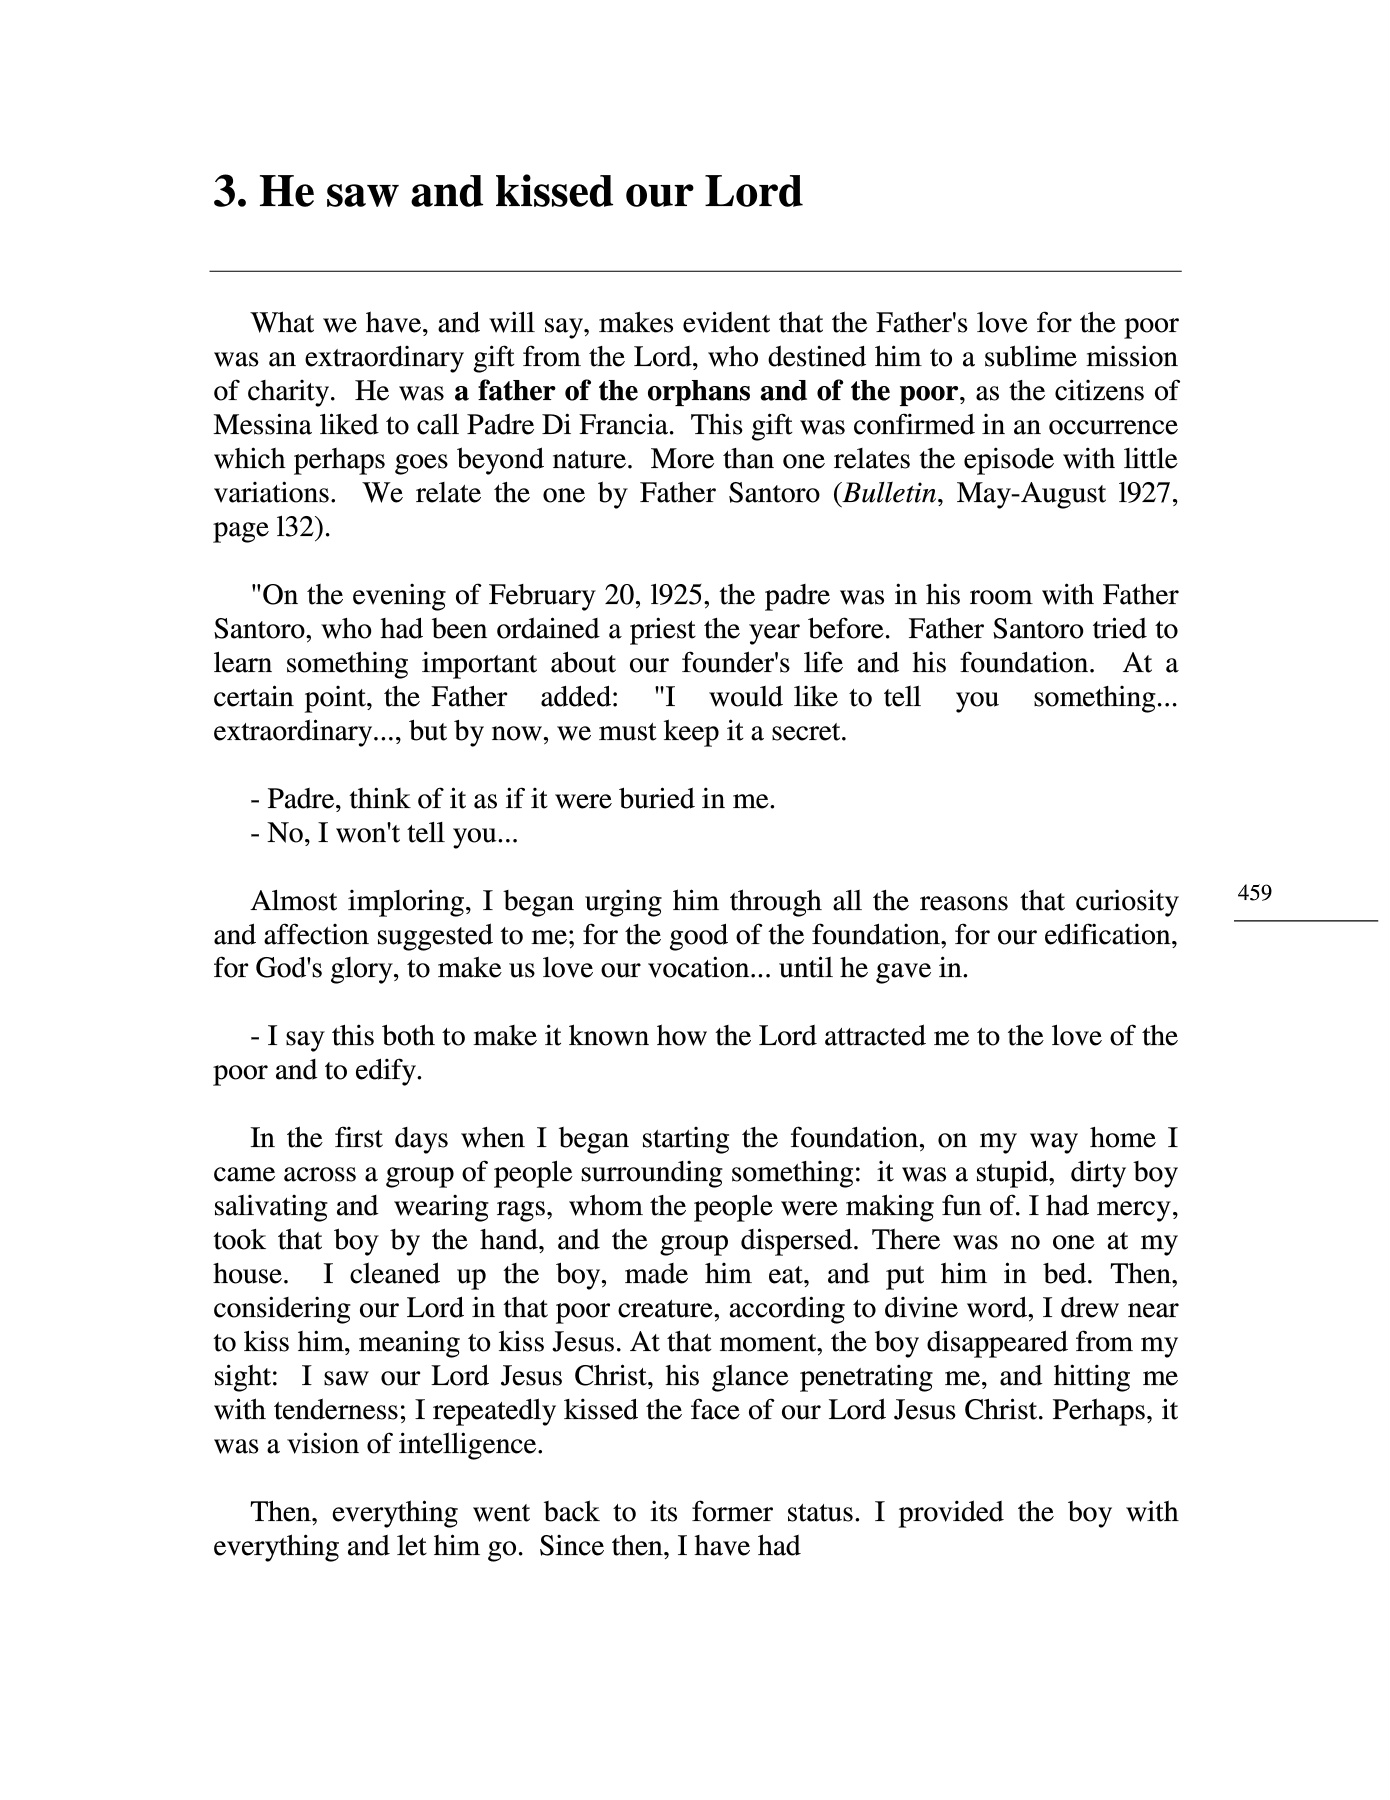 3. He saw and kissed our Lord
What we have, and will say, makes evident that the Father's love for the poor
was an extraordinary gift from the Lord, who destined him to a sublime mission
of charity. He was a father of the orphans and of the poor, as the citizens of
Messina liked to call Padre Di Francia. This gift was confirmed in an occurrence
which perhaps goes beyond nature. More than one relates the episode with little
variations. We relate the one by Father Santoro (Bulletin, May-August l927,
page l32).
"On the evening of February 20, l925, the padre was in his room with Father
Santoro, who had been ordained a priest the year before. Father Santoro tried to
learn something important about our founder's life and his foundation. At a
certain point, the Father added: "I would like to tell you something...
extraordinary..., but by now, we must keep it a secret.
- Padre, think of it as if it were buried in me.
- No, I won't tell you...
Almost imploring, I began urging him through all the reasons that curiosity
and affection suggested to me; for the good of the foundation, for our edification,
for God's glory, to make us love our vocation... until he gave in.
459
- I say this both to make it known how the Lord attracted me to the love of the
poor and to edify.
In the first days when I began starting the foundation, on my way home I
came across a group of people surrounding something: it was a stupid, dirty boy
salivating and wearing rags, whom the people were making fun of. I had mercy,
took that boy by the hand, and the group dispersed. There was no one at my
house. I cleaned up the boy, made him eat, and put him in bed. Then,
considering our Lord in that poor creature, according to divine word, I drew near
to kiss him, meaning to kiss Jesus. At that moment, the boy disappeared from my
sight: I saw our Lord Jesus Christ, his glance penetrating me, and hitting me
with tenderness; I repeatedly kissed the face of our Lord Jesus Christ. Perhaps, it
was a vision of intelligence.
Then, everything went back to its former status. I provided the boy with
everything and let him go. Since then, I have had